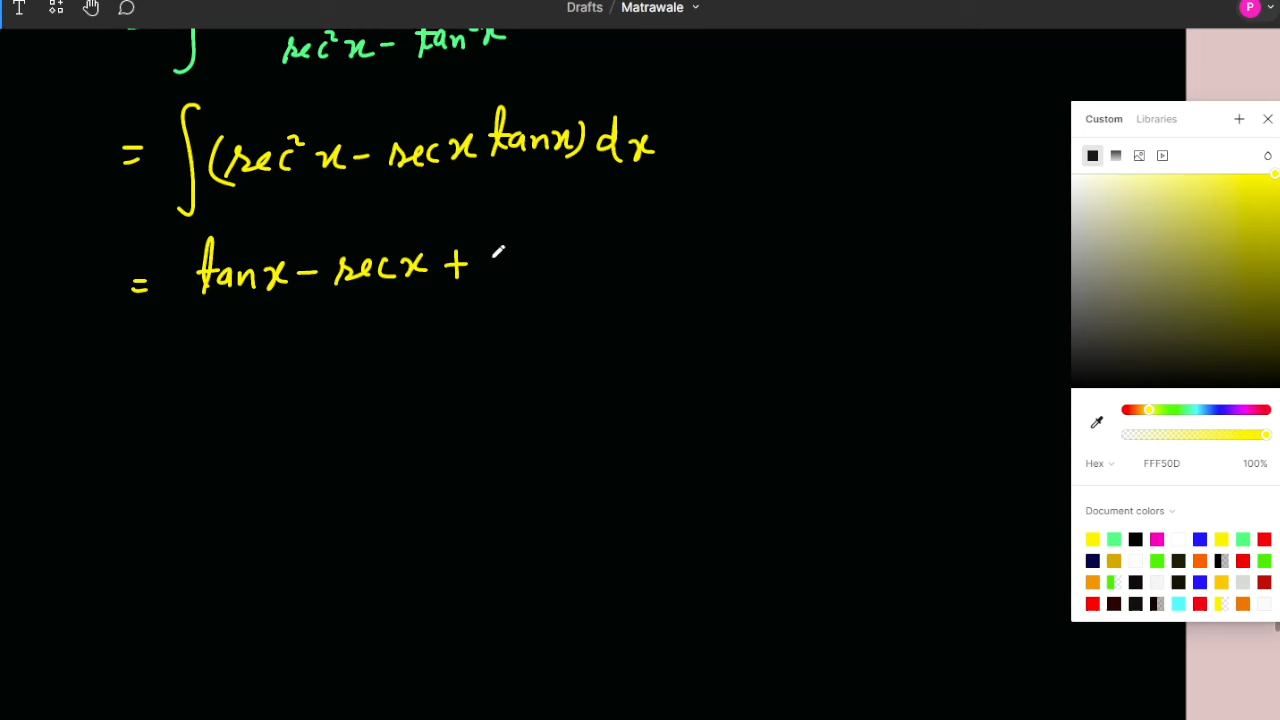 Drafts Matrawale
= ∫ sec²x - tan²x
= ∫ (sec²x - secx tanx) dx
= tanx - secx +
Custom Libraries
Hex FFF50D 100%
Document colors
P
T